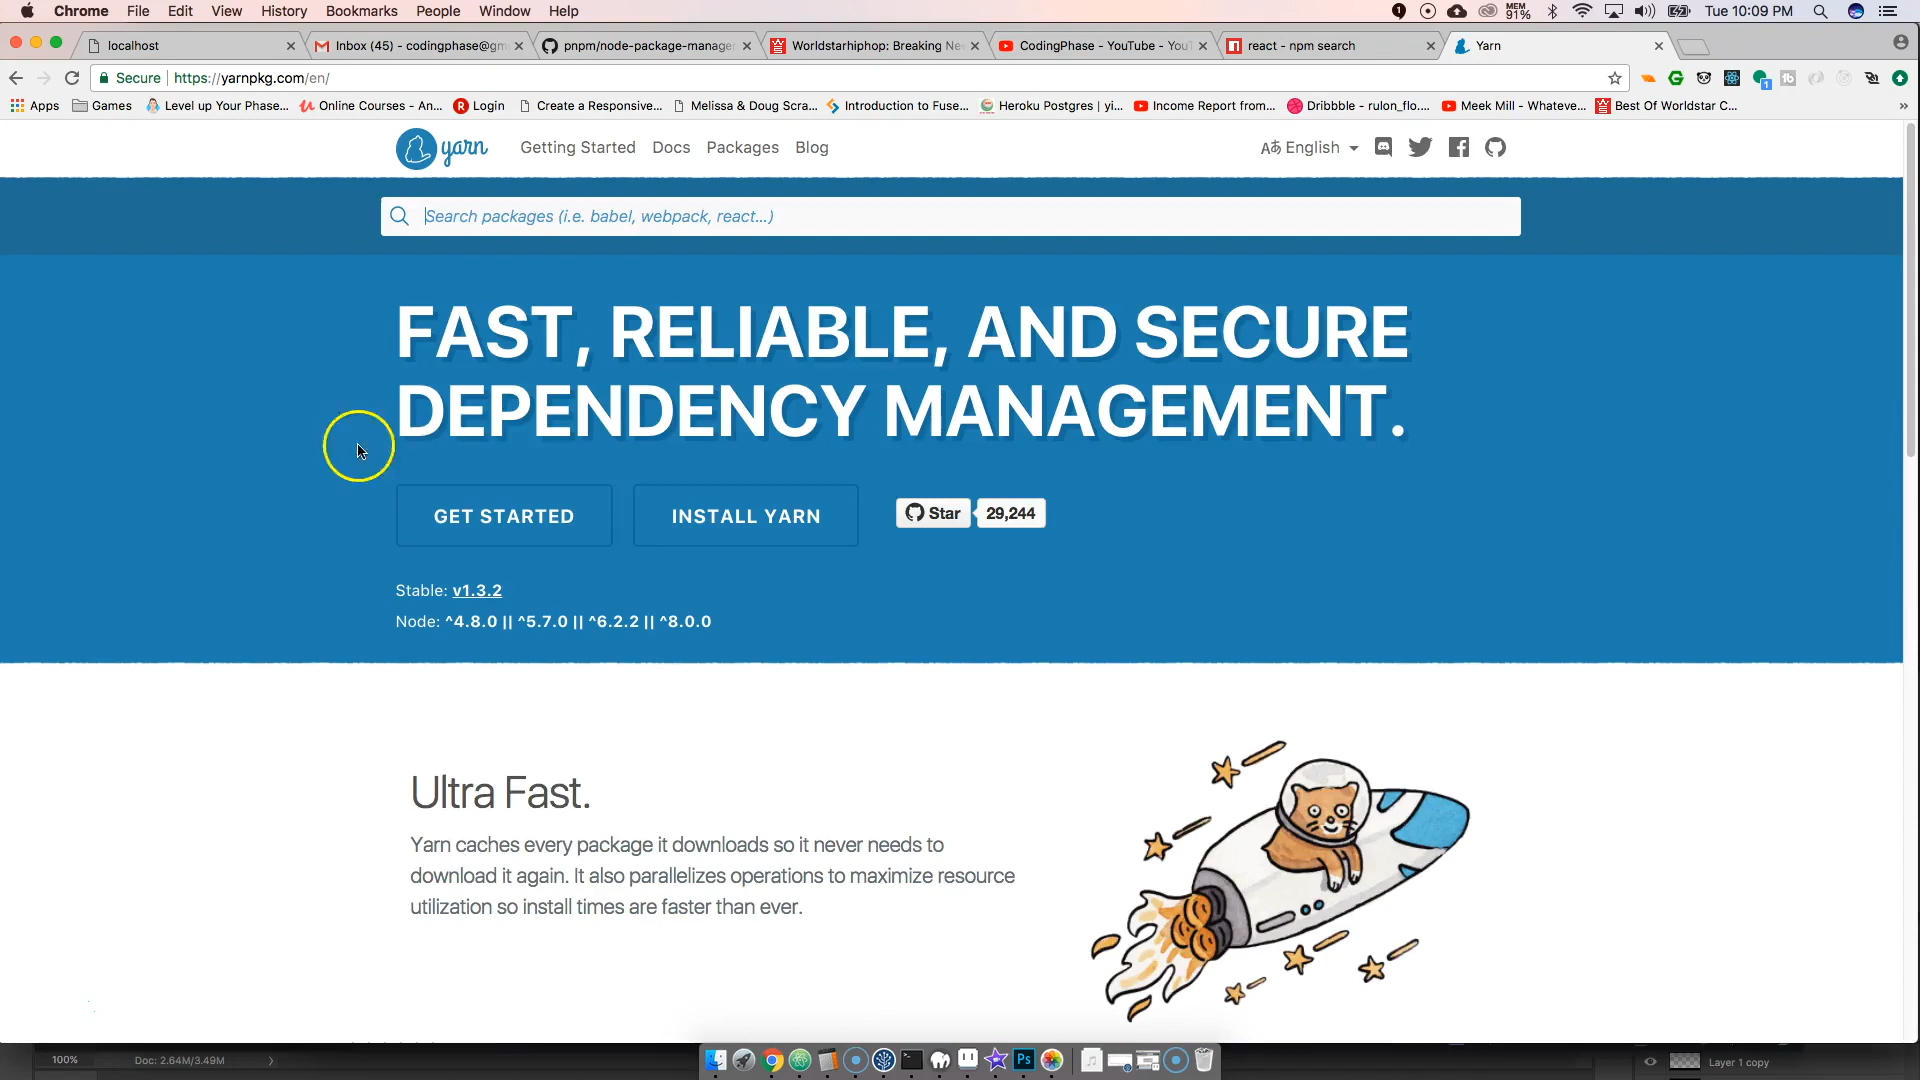 Chrome File Edit View History Bookmarks People Window Help MEM 91% Tue 10:09 PM
localhost Inbox (45) - codingphase@gm pnpm/node-package-manage Worldstarhiphop: Breaking Ne CodingPhase - YouTube - YouT react - npm search Yarn
Secure https://yarnpkg.com/en/
Apps Games Level up Your Phase... Online Courses - An... Login Create a Responsive... Melissa & Doug Scra... Introduction to Fuse... Heroku Postgres | yi... Income Report from... Dribbble - rulon_flo.... Meek Mill - Whateve... Best Of Worldstar C... »
yarn Getting Started Docs Packages Blog English
Search packages (i.e. babel, webpack, react...)
FAST, RELIABLE, AND SECURE
DEPENDENCY MANAGEMENT.
GET STARTED INSTALL YARN Star 29,244
Stable: v1.3.2
Node: ^4.8.0 || ^5.7.0 || ^6.2.2 || ^8.0.0
Ultra Fast.
Yarn caches every package it downloads so it never needs to
download it again. It also parallelizes operations to maximize resource
utilization so install times are faster than ever.
100% Doc: 2.64M/3.49M Ps Layer 1 copy